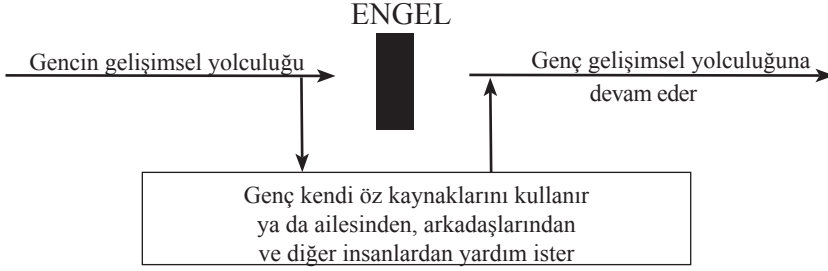 ENGEL
Gencin gelişimsel yolculuğu
Genç gelişimsel yolculuğuna
devam eder
Genç kendi öz kaynaklarını kullanır
ya da ailesinden, arkadaşlarından
ve diğer insanlardan yardım ister